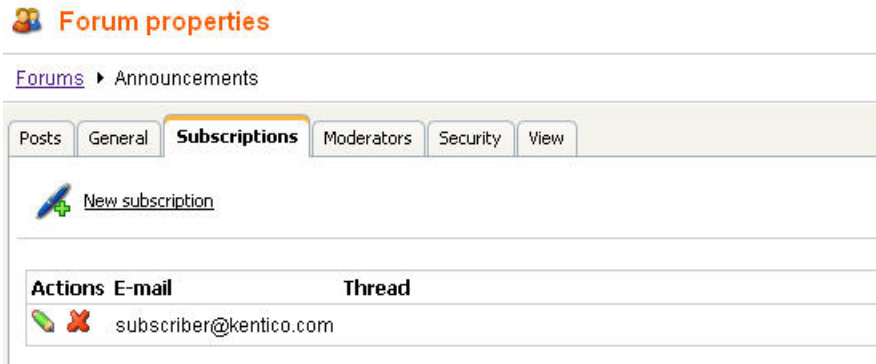 Forum properties
Forums ▸ Announcements
Posts General Subscriptions Moderators Security View
New subscription
Actions E-mail Thread
subscriber@kentico.com